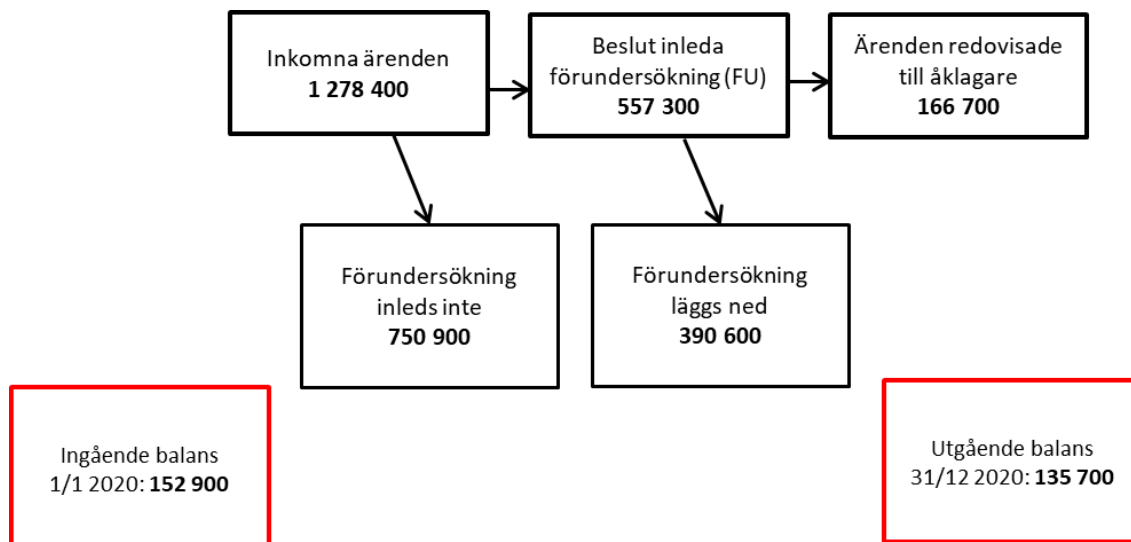 Inkomna ärenden
1 278 400
Beslut inleda
förundersökning (FU)
557 300
Ärenden redovisade
till åklagare
166 700
Förundersökning
inleds inte
750 900
Förundersökning
läggs ned
390 600
Ingående balans
1/1 2020: 152 900
Utgående balans
31/12 2020: 135 700